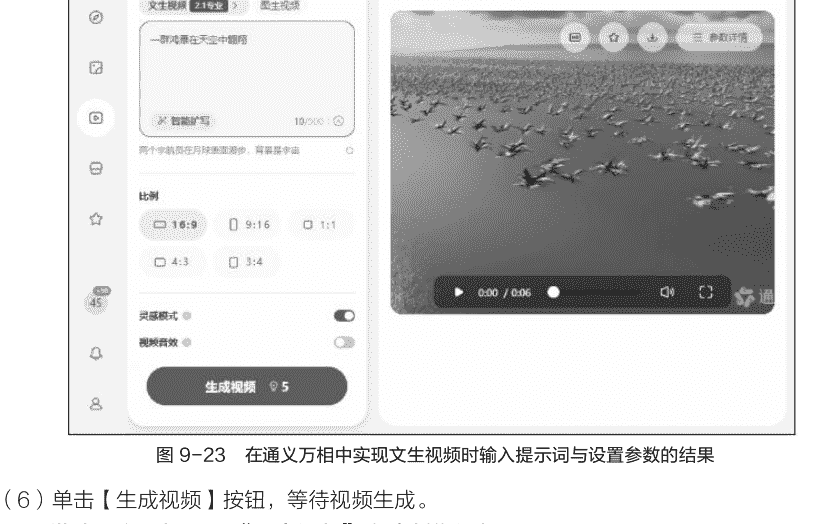 文生视频 2.1专业 图生视频
一群鸿雁在天空中翱翔
智能扩写 10/500
两个宇航员在月球表面漫步，背景是宇宙
比例
16:9 9:16 1:1
4:3 3:4
灵感模式
视频音效
生成视频 5
参数详情
0:00 / 0:06
通
图 9-23 在通义万相中实现文生视频时输入提示词与设置参数的结果
（6）单击【生成视频】按钮，等待视频生成。